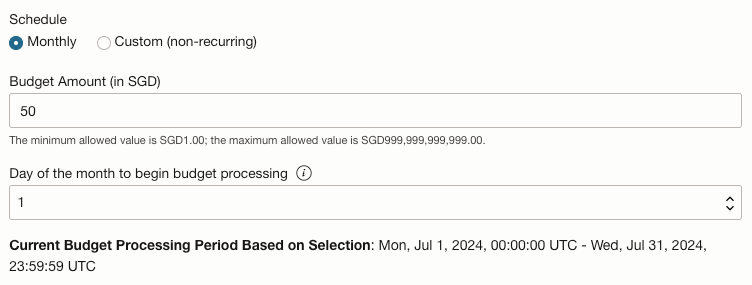 Schedule
Monthly Custom (non-recurring)
Budget Amount (in SGD)
50
The minimum allowed value is SGD1.00; the maximum allowed value is SGD999,999,999,999.00.
Day of the month to begin budget processing i
1
Current Budget Processing Period Based on Selection: Mon, Jul 1, 2024, 00:00:00 UTC - Wed, Jul 31, 2024,
23:59:59 UTC